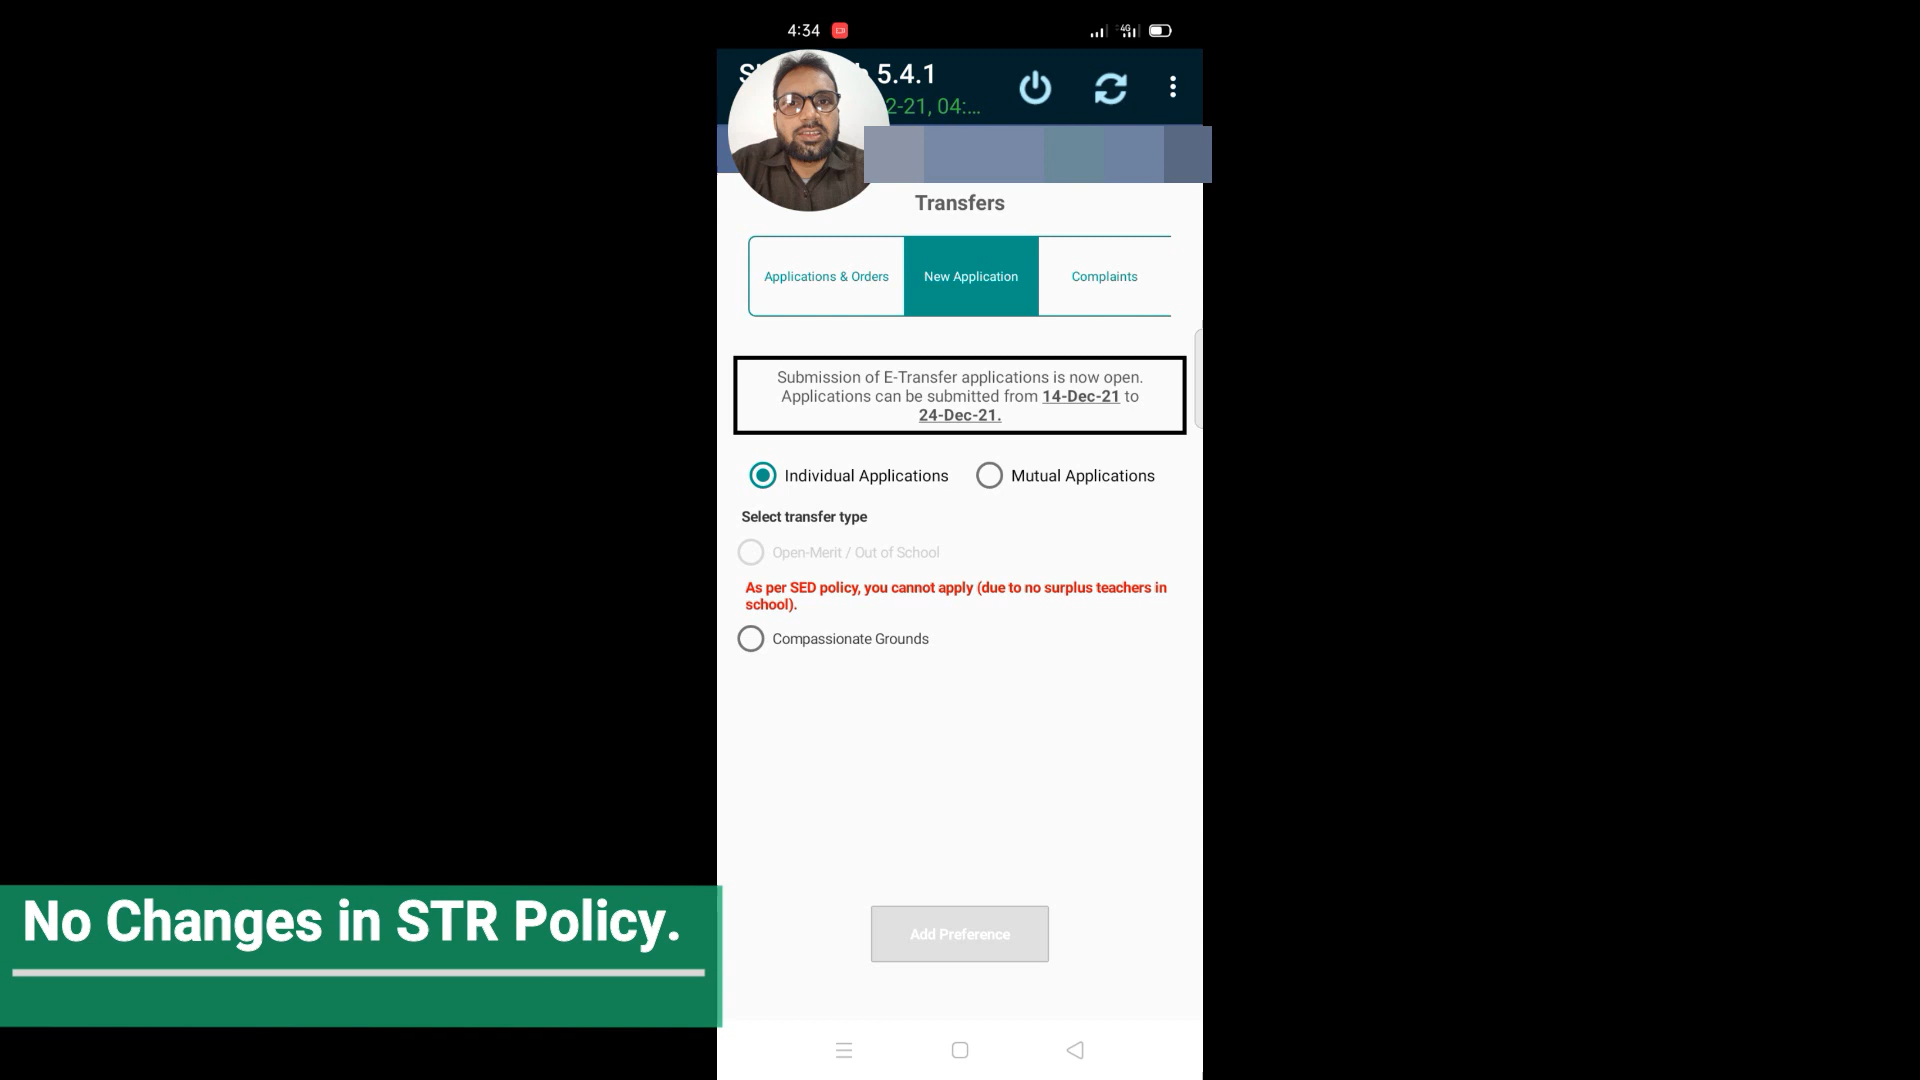 4:34
4G
5.4.1
2-21, 04:...
Transfers
Applications & Orders
New Application
Complaints
Submission of E-Transfer applications is now open.
Applications can be submitted from 14-Dec-21 to
24-Dec-21.
Individual Applications
Mutual Applications
Select transfer type
Open-Merit / Out of School
As per SED policy, you cannot apply (due to no surplus teachers in
school).
Compassionate Grounds
Add Preference
No Changes in STR Policy.